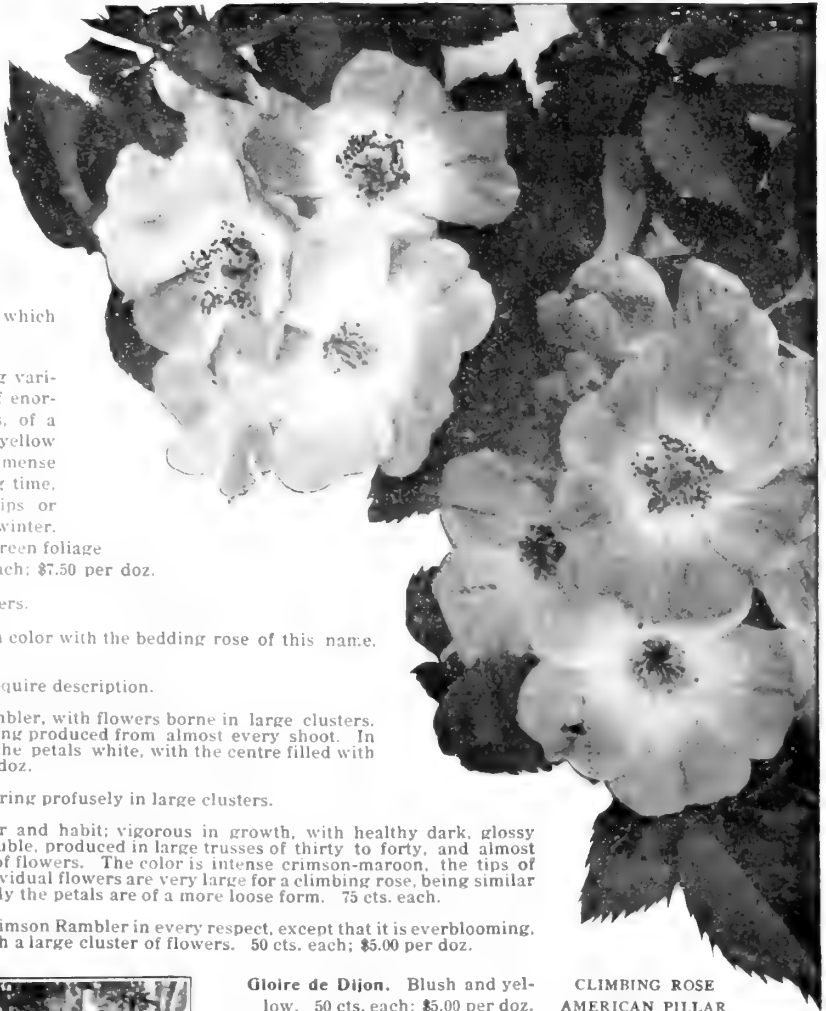 which
vari-
enor-
of a
yellow
mense
time,
ips or
winter.
reen foliage
ach; $7.50 per doz.
ers.
color with the bedding rose of this name.
quire description.
mbler, with flowers borne in large clusters.
ng produced from almost every shoot. In
he petals white, with the centre filled with
doz.
ring profusely in large clusters.
r and habit; vigorous in growth, with healthy dark, glossy
uble, produced in large trusses of thirty to forty, and almost
of flowers. The color is intense crimson-maroon, the tips of
vidual flowers are very large for a climbing rose, being similar
ly the petals are of a more loose form. 75 cts. each.
imson Rambler in every respect, except that it is everblooming,
h a large cluster of flowers. 50 cts. each; $5.00 per doz.
Gloire de Dijon. Blush and yel-
low. 50 cts. each; $5.00 per doz.
CLIMBING ROSE
AMERICAN PILLAR